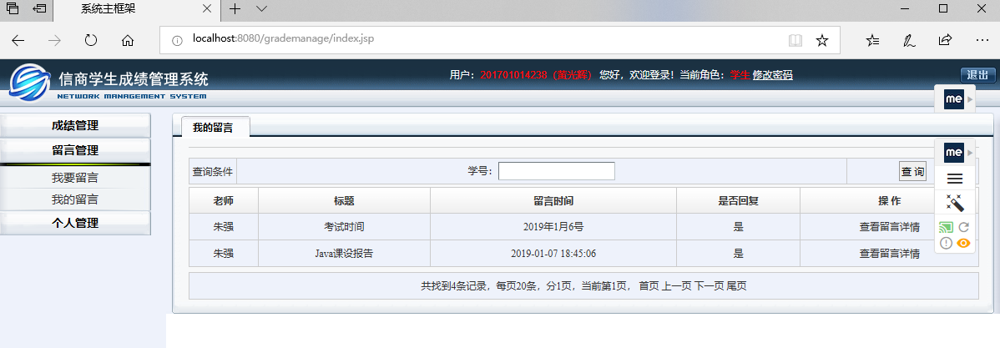 系统主框架
localhost:8080/grademanage/index.jsp
信商学生成绩管理系统
NETWORK MANAGEMENT SYSTEM
用户：201701014238（黄光辉） 您好，欢迎登录！当前角色：学生 修改密码
退出
me
成绩管理
留言管理
我要留言
我的留言
个人管理
我的留言
me
查询条件 学号： 查 询
老师 标题 留言时间 是否回复 操 作
朱强 考试时间 2019年1月6号 是 查看留言详情
朱强 Java课设报告 2019-01-07 18:45:06 是 查看留言详情
共找到4条记录，每页20条，分1页，当前第1页， 首页 上一页 下一页 尾页